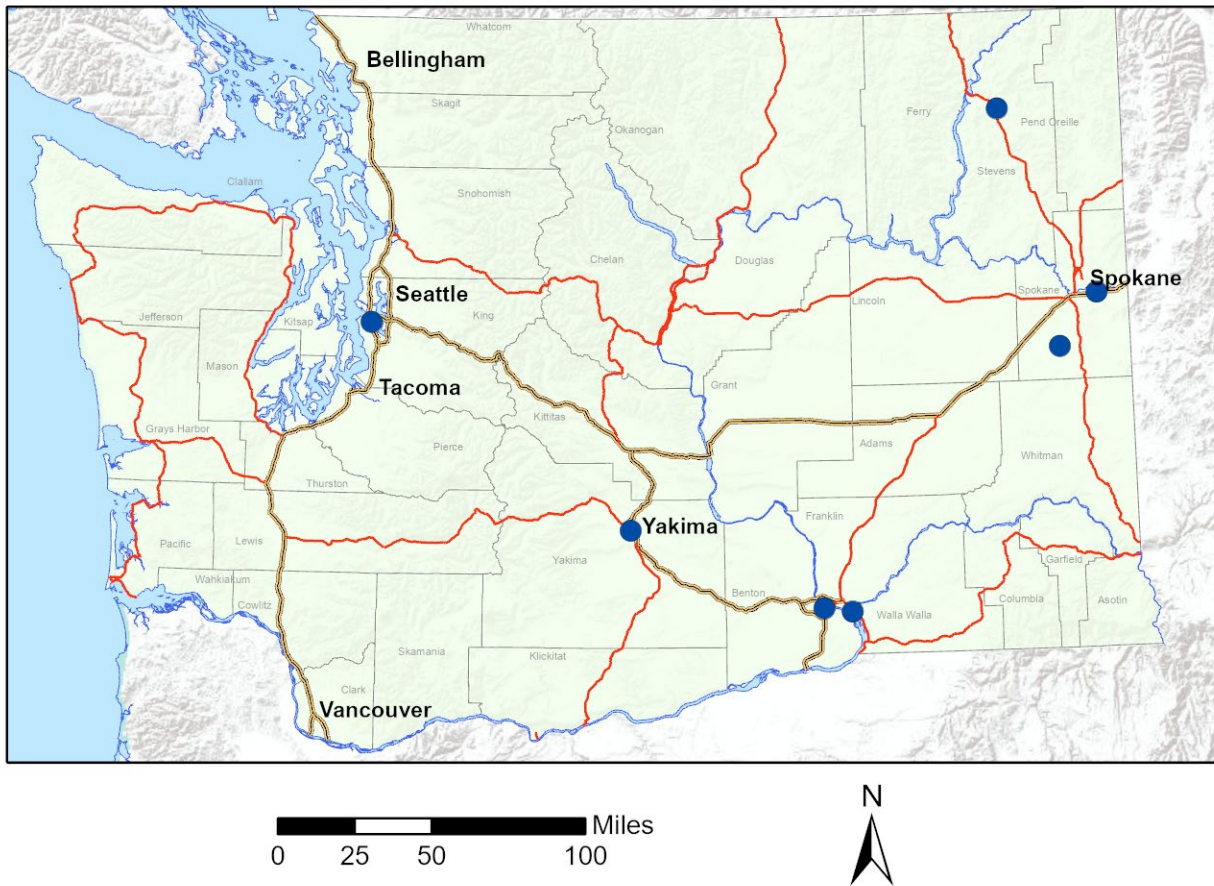 Whatcom
Bellingham
Skagit
Okanogan
Ferry
Pend Oreille
Stevens
Clallam
Snohomish
Chelan
Douglas
Spokane
Seattle
Spokane
Lincoln
Jefferson
Kitsap
King
Mason
Tacoma
Grant
Kittitas
Grays Harbor
Pierce
Adams
Whitman
Thurston
Franklin
Yakima
Pacific
Lewis
Yakima
Garfield
Wahkiakum
Benton
Columbia
Asotin
Cowlitz
Walla Walla
Skamania
Klickitat
Clark
Vancouver
N
Miles
0 25 50 100